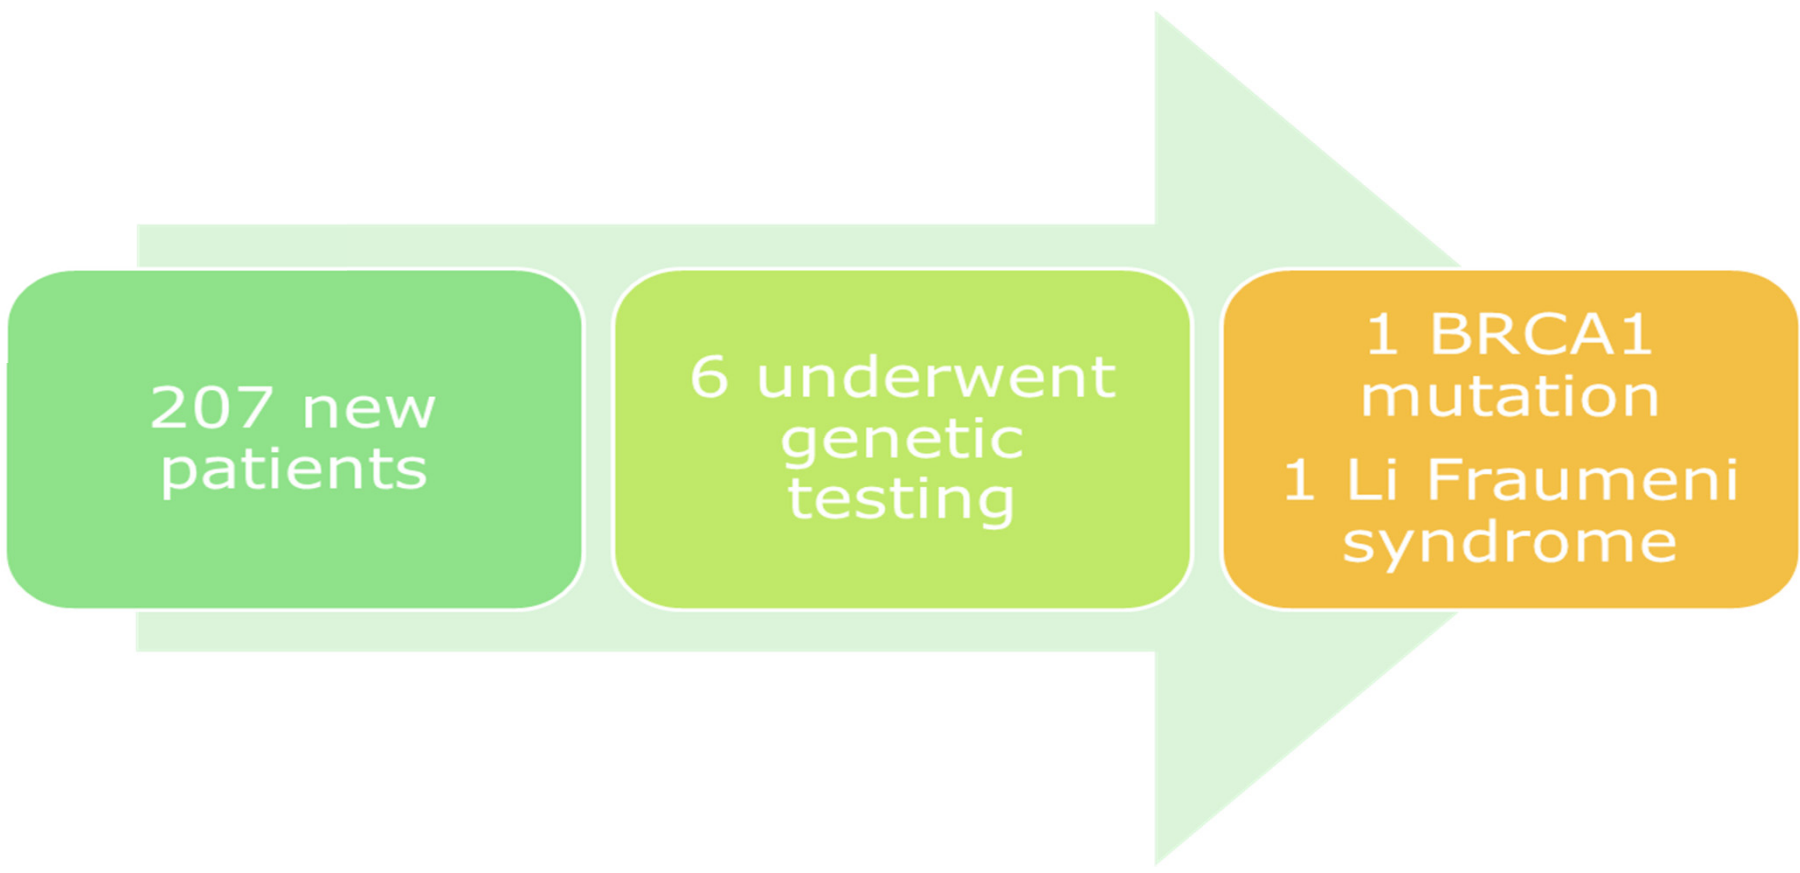 207 new
patients
6 underwent
genetic
testing
1 BRCA1
mutation
1 Li Fraumeni
syndrome